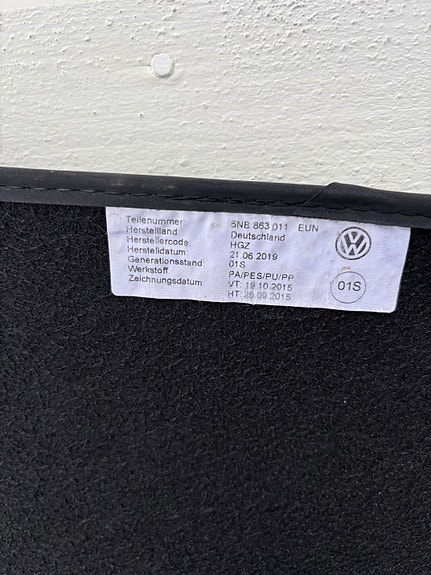 Teilenummer 5NB 863 011 EUN
Herstellland Deutschland
Herstellercode HGZ
Herstelldatum: 21.06.2019
Generationsstand 01S
Werkstoff PA/PES/PU/PP
Zeichnungsdatum VT: 19.10.2015
HT: 28.09.2015
VW
01S